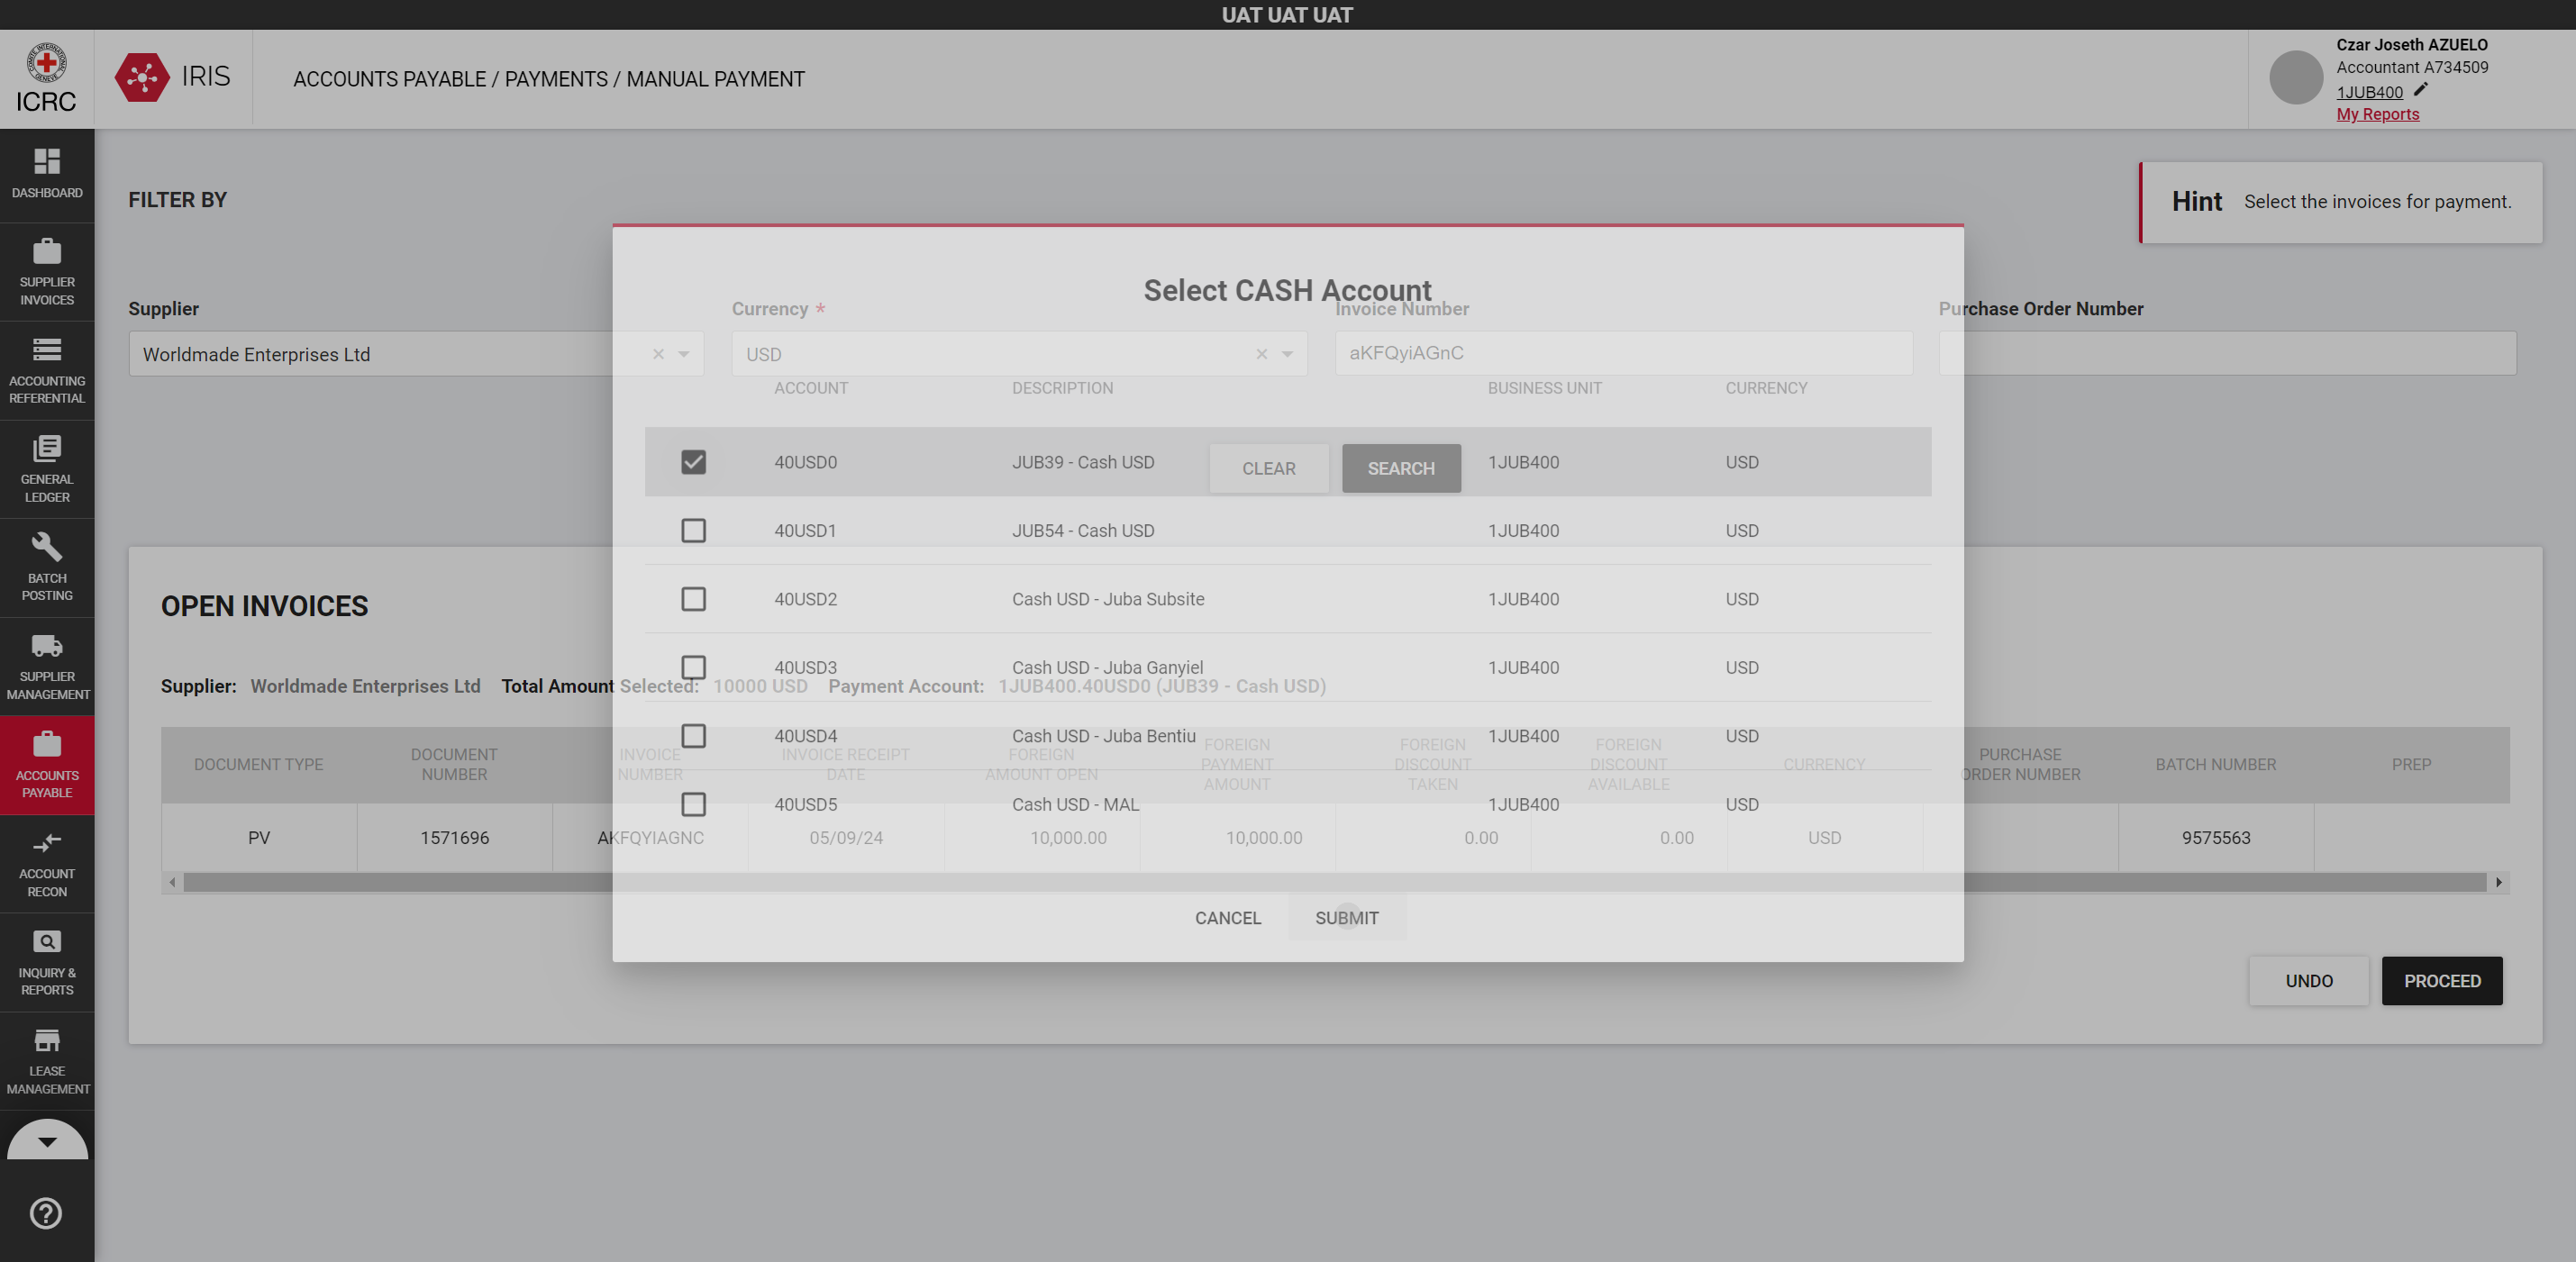 UAT UAT UAT
COMITE INTERNATIONAL GENEVE
ICRC
IRIS
ACCOUNTS PAYABLE / PAYMENTS / MANUAL PAYMENT
Czar Joseth AZUELO
Accountant A734509
1JUB400
My Reports
DASHBOARD
SUPPLIER
INVOICES
ACCOUNTING
REFERENTIAL
GENERAL
LEDGER
BATCH
POSTING
SUPPLIER
MANAGEMENT
ACCOUNTS
PAYABLE
ACCOUNT
RECON
INQUIRY &
REPORTS
LEASE
MANAGEMENT
FILTER BY
Hint Select the invoices for payment.
Supplier Currency * Invoice Number Purchase Order Number
Worldmade Enterprises Ltd USD aKFQyiAGnC
CLEAR SEARCH
Select CASH Account
ACCOUNT DESCRIPTION BUSINESS UNIT CURRENCY
40USD0 JUB39 - Cash USD 1JUB400 USD
40USD1 JUB54 - Cash USD 1JUB400 USD
40USD2 Cash USD - Juba Subsite 1JUB400 USD
40USD3 Cash USD - Juba Ganyiel 1JUB400 USD
40USD4 Cash USD - Juba Bentiu 1JUB400 USD
40USD5 Cash USD - MAL 1JUB400 USD
CANCEL SUBMIT
OPEN INVOICES
Supplier: Worldmade Enterprises Ltd Total Amount Selected: 10000 USD Payment Account: 1JUB400.40USD0 (JUB39 - Cash USD)
DOCUMENT TYPE DOCUMENT NUMBER INVOICE NUMBER INVOICE RECEIPT DATE FOREIGN AMOUNT OPEN FOREIGN PAYMENT AMOUNT FOREIGN DISCOUNT TAKEN FOREIGN DISCOUNT AVAILABLE CURRENCY PURCHASE ORDER NUMBER BATCH NUMBER PREP
PV 1571696 AKFQYIAGNC 05/09/24 10,000.00 10,000.00 0.00 0.00 USD 9575563
UNDO PROCEED